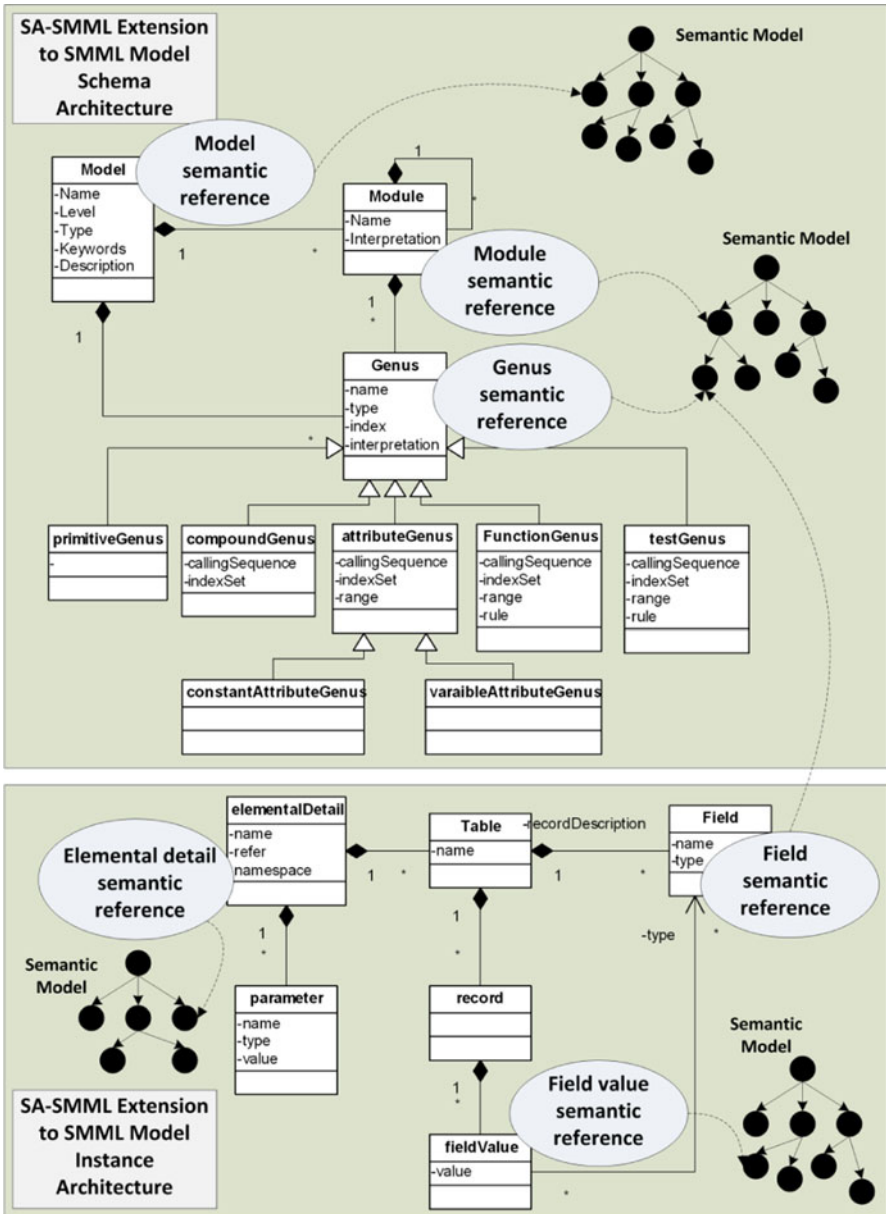 SA-SMML Extension
to SMML Model
Schema
Architecture
Semantic Model
Model
semantic
reference
Model
-Name
-Level
-Type
-Keywords
-Description
1
*
1
1
*
Module
-Name
-Interpretation
Module
semantic
reference
Semantic Model
1
*
Genus
-name
-type
-index
-interpretation
*
Genus
semantic
reference
primitiveGenus
-
compoundGenus
-callingSequence
-indexSet
attributeGenus
-callingSequence
-indexSet
-range
FunctionGenus
-callingSequence
-indexSet
-range
-rule
testGenus
-callingSequence
-indexSet
-range
-rule
constantAttributeGenus
varaibleAttributeGenus
elementalDetail
-name
-refer
namespace
Elemental detail
semantic
reference
1
*
Table
-name
-recordDescription
1
*
Field
-name
-type
Field
semantic
reference
1
*
1
*
-type
*
Semantic
Model
parameter
-name
-type
-value
record
1
*
Field value
semantic
reference
Semantic
Model
fieldValue
-value
*
SA-SMML Extension
to SMML Model
Instance
Architecture